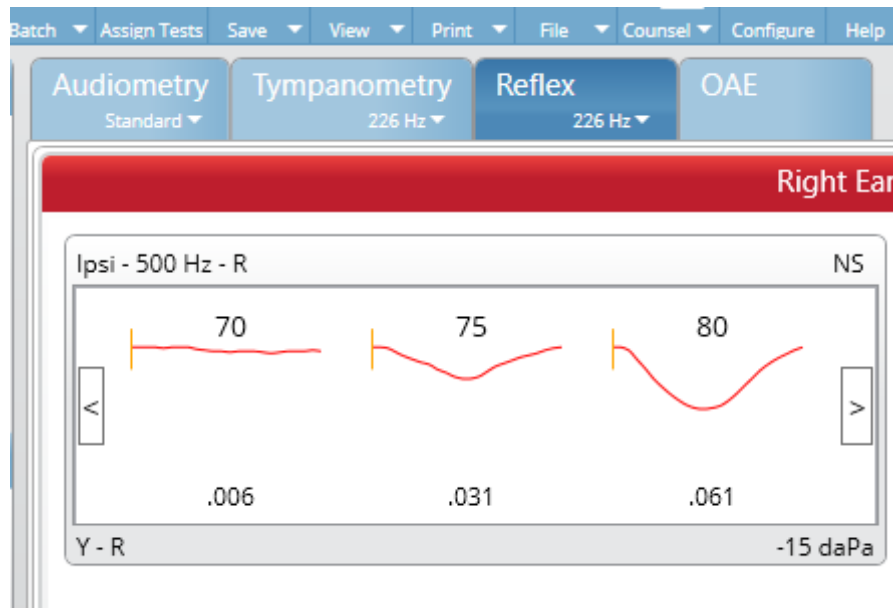 Batch Assign Tests Save View Print File Counsel Configure Help
Audiometry Tympanometry Reflex OAE
Standard 226 Hz 226 Hz
Right Ear
Ipsi - 500 Hz - R NS
70 75 80
< >
.006 .031 .061
Y - R -15 daPa